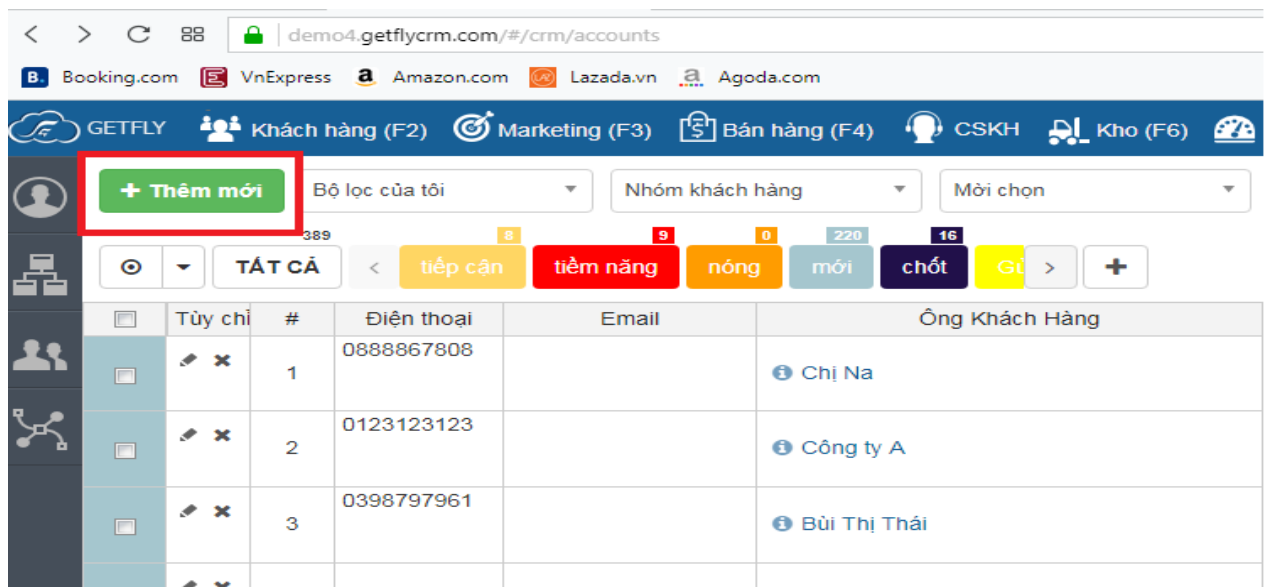 demo4.getflycrm.com/#/crm/accounts
B. Booking.com VnExpress a Amazon.com Lazada.vn a Agoda.com
GETFLY Khách hàng (F2) Marketing (F3) Bán hàng (F4) CSKH Kho (F6)
+ Thêm mới Bộ lọc của tôi Nhóm khách hàng Mời chọn
389 8 9 0 220 16
TẤT CẢ < tiếp cận tiềm năng nóng mới chốt > +
Tùy chỉ # Điện thoại Email Ông Khách Hàng
1 0888867808 Chị Na
2 0123123123 Công ty A
3 0398797961 Bùi Thị Thái